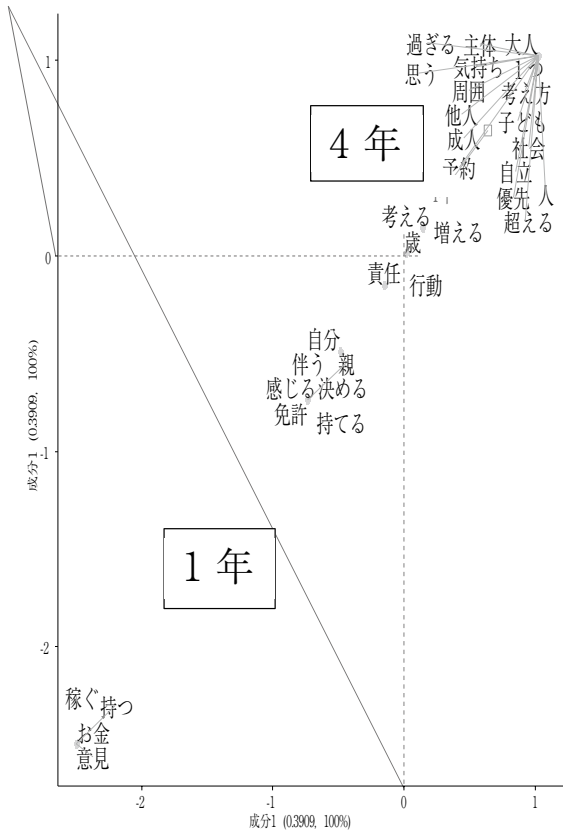 過ぎる 主体 大人
思う 気持ち 1つ
周囲 考え方
他人 子ども
成人 社会
4年
予約 自立
優先 人
超える
考える 増える
歳
責任 行動
自分
伴う 親
感じる 決める
免許 持てる
1年
稼ぐ 持つ
お金
意見
1
0
-1
-2
成分1 (0.3909, 100%)
-2 -1 0 1
成分1 (0.3909, 100%)